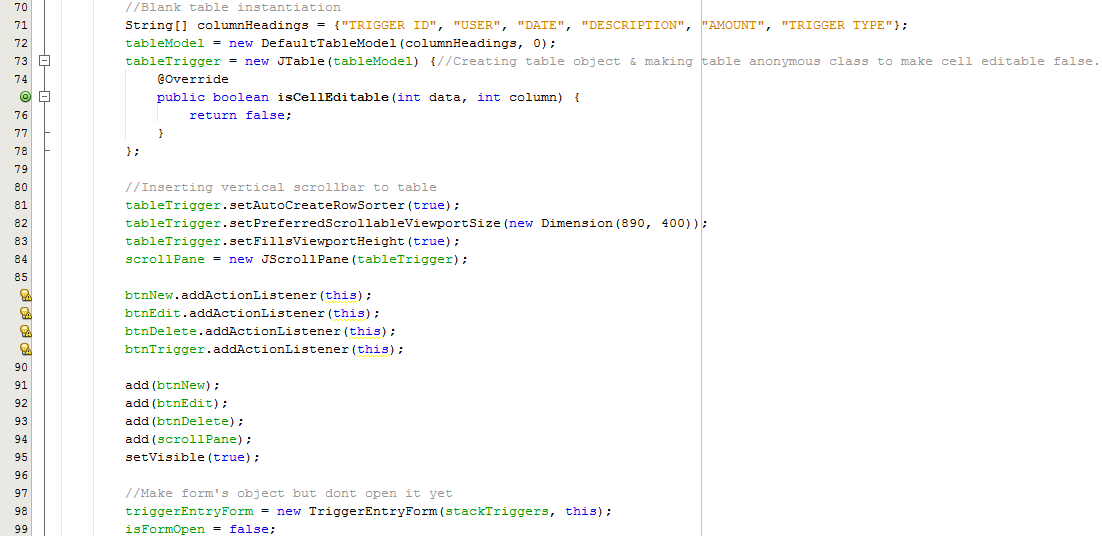 70 //Blank table instantiation
71 String[] columnHeadings = {"TRIGGER ID", "USER", "DATE", "DESCRIPTION", "AMOUNT", "TRIGGER TYPE"};
72 tableModel = new DefaultTableModel(columnHeadings, 0);
73 tableTrigger = new JTable(tableModel) {//Creating table object & making table anonymous class to make cell editable false.
74 @Override
public boolean isCellEditable(int data, int column) {
76 return false;
77 }
78 };
79
80 //Inserting vertical scrollbar to table
81 tableTrigger.setAutoCreateRowSorter(true);
82 tableTrigger.setPreferredScrollableViewportSize(new Dimension(890, 400));
83 tableTrigger.setFillsViewportHeight(true);
84 scrollPane = new JScrollPane(tableTrigger);
85
btnNew.addActionListener(this);
btnEdit.addActionListener(this);
btnDelete.addActionListener(this);
btnTrigger.addActionListener(this);
90
91 add(btnNew);
92 add(btnEdit);
93 add(btnDelete);
94 add(scrollPane);
95 setVisible(true);
96
97 //Make form's object but dont open it yet
98 triggerEntryForm = new TriggerEntryForm(stackTriggers, this);
99 isFormOpen = false;